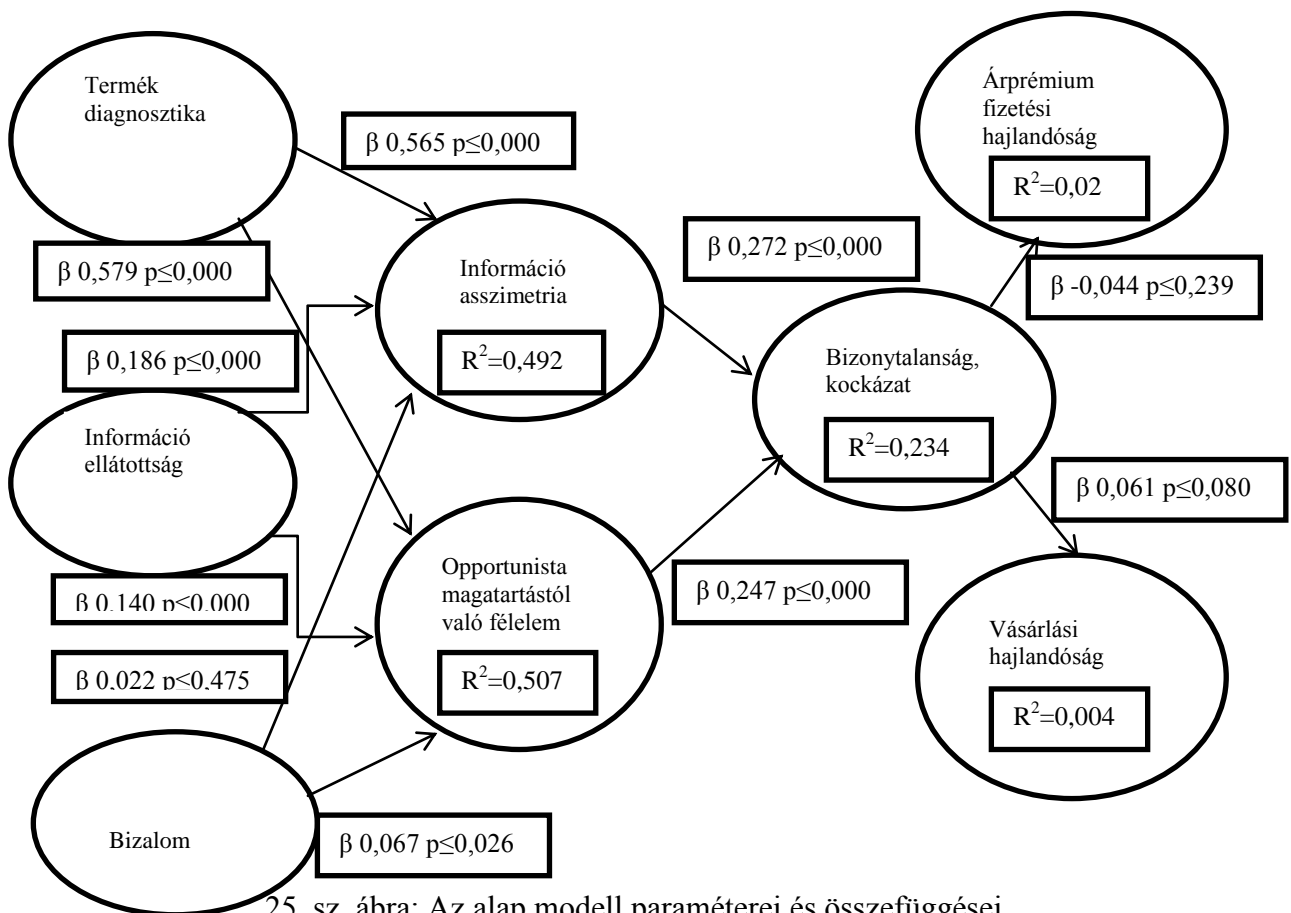 Termék
diagnosztika
β 0,565 p≤0,000
Árprémium
fizetési
hajlandóság
R²=0,02
β 0,579 p≤0,000
Információ
asszimetria
R²=0,492
β 0,272 p≤0,000
β -0,044 p≤0,239
β 0,186 p≤0,000
Bizonytalanság,
kockázat
R²=0,234
Információ
ellátottság
β 0,061 p≤0,080
β 0,140 p≤0,000
Opportunista
magatartástól
való félelem
R²=0,507
β 0,247 p≤0,000
Vásárlási
hajlandóság
R²=0,004
β 0,022 p≤0,475
Bizalom
β 0,067 p≤0,026
25. sz. ábra: Az alap modell paraméterei és összefüggései